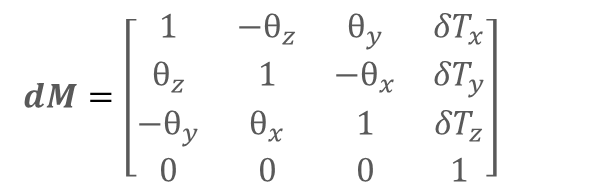 1 −θz θy δTx
θz 1 −θx δTy
dM =
−θy θx 1 δTz
0 0 0 1